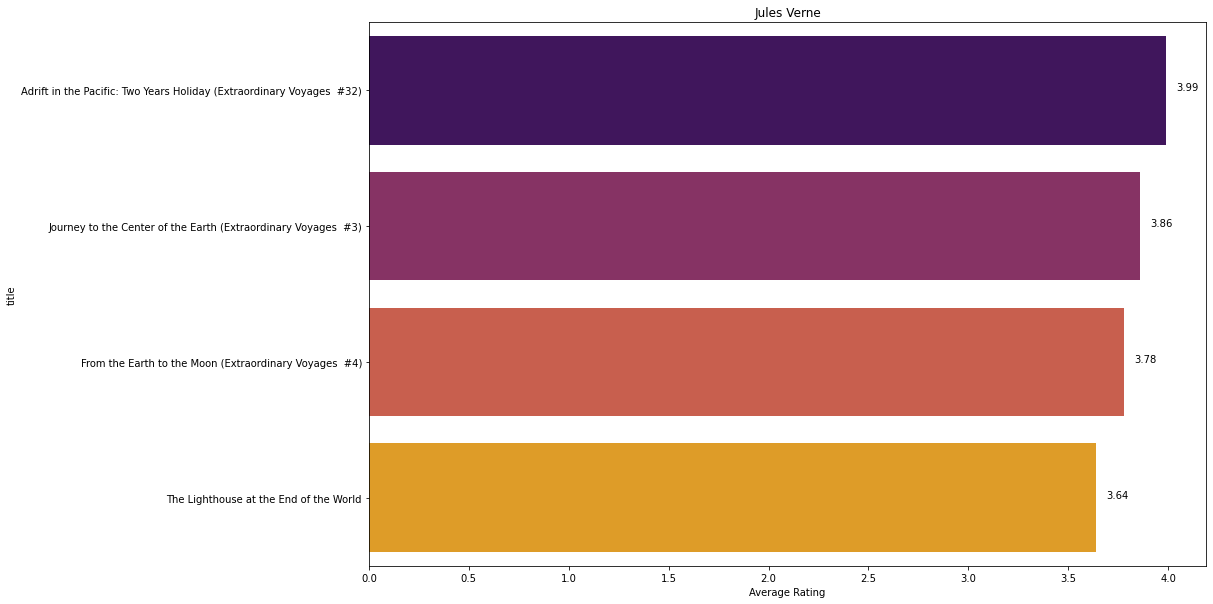 Jules Verne
title
Adrift in the Pacific: Two Years Holiday (Extraordinary Voyages  #32)
3.99
Journey to the Center of the Earth (Extraordinary Voyages  #3)
3.86
From the Earth to the Moon (Extraordinary Voyages  #4)
3.78
The Lighthouse at the End of the World
3.64
0.0 0.5 1.0 1.5 2.0 2.5 3.0 3.5 4.0
Average Rating